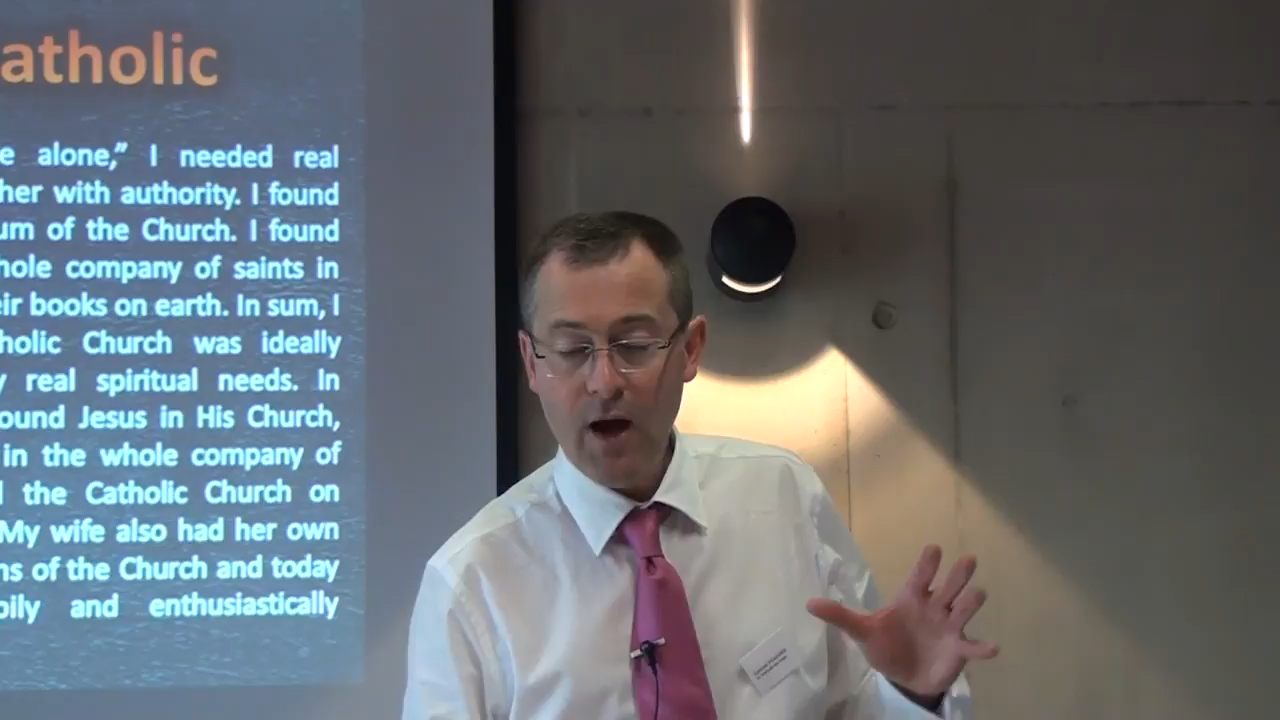 atholic
e alone,” I needed real
her with authority. I found
um of the Church. I found
hole company of saints in
eir books on earth. In sum, I
holic Church was ideally
y real spiritual needs. In
ound Jesus in His Church,
in the whole company of
the Catholic Church on
My wife also had her own
ns of the Church and today
pily and enthusiastically